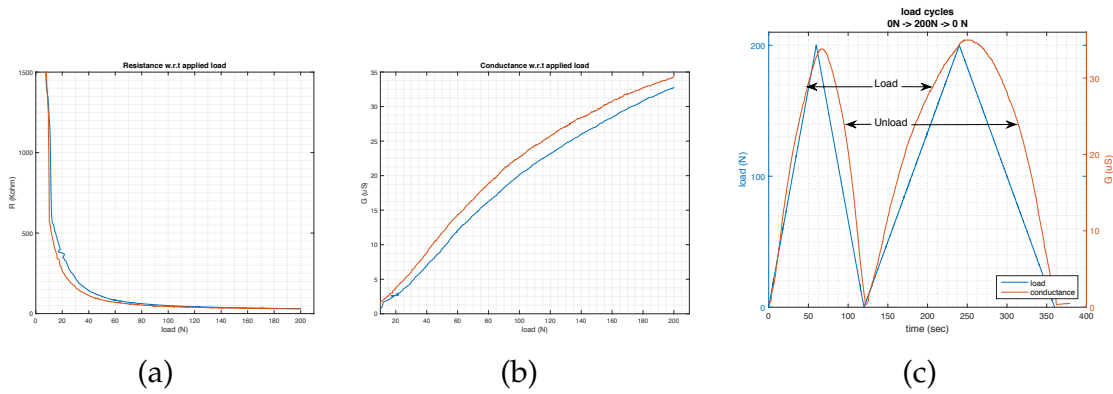 Resistance w.r.t applied load
1500
1000
500
0
R (Kohm)
0 20 40 60 80 100 120 140 160 180 200
load (N)
(a)
Conductance w.r.t applied load
35
30
25
20
15
10
5
0
G (uS)
20 40 60 80 100 120 140 160 180 200
load (N)
(b)
load cycles
0N -> 200N -> 0 N
200
100
0
load (N)
Load
Unload
30
20
10
0
G (uS)
load
conductance
0 50 100 150 200 250 300 350 400
time (sec)
(c)